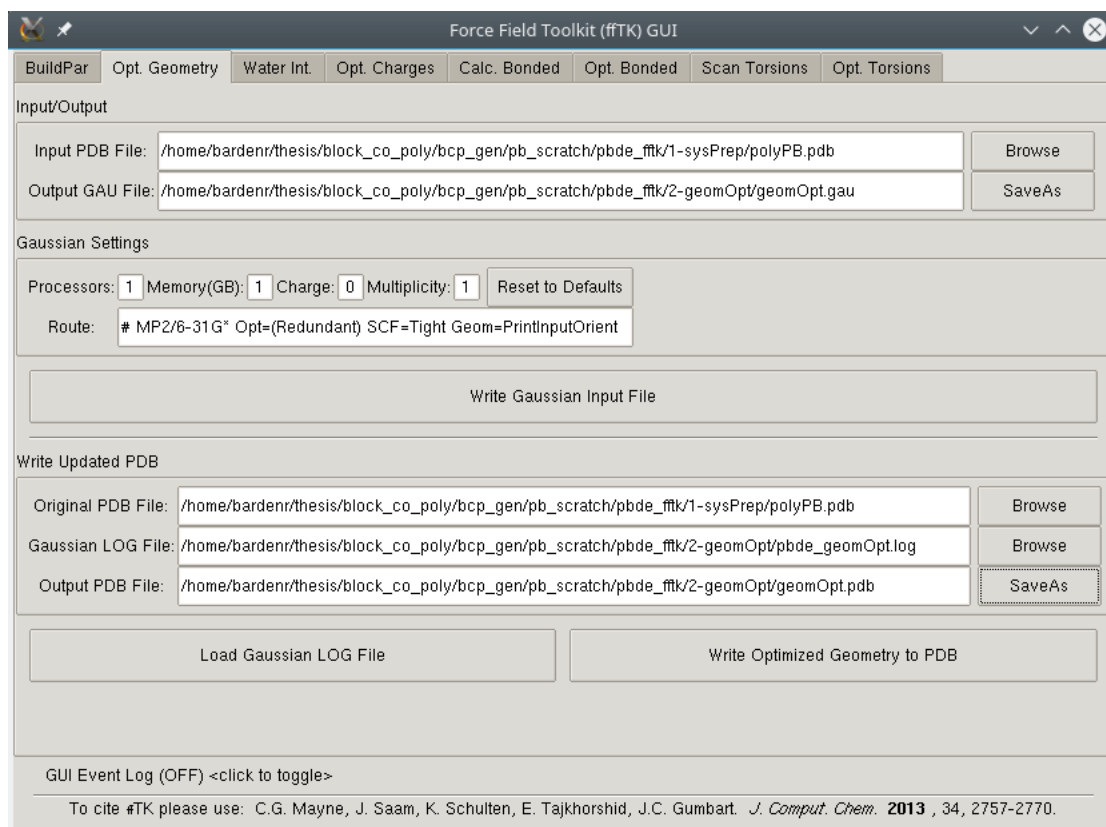 Force Field Toolkit (ffTK) GUI
BuildPar Opt. Geometry Water Int. Opt. Charges Calc. Bonded Opt. Bonded Scan Torsions Opt. Torsions
Input/Output
Input PDB File: /home/bardenr/thesis/block_co_poly/bcp_gen/pb_scratch/pbde_fftk/1-sysPrep/polyPB.pdb Browse
Output GAU File: /home/bardenr/thesis/block_co_poly/bcp_gen/pb_scratch/pbde_fftk/2-geomOpt/geomOpt.gau SaveAs
Gaussian Settings
Processors: 1 Memory(GB): 1 Charge: 0 Multiplicity: 1 Reset to Defaults
Route: # MP2/6-31G* Opt=(Redundant) SCF=Tight Geom=PrintInputOrient
Write Gaussian Input File
Write Updated PDB
Original PDB File: /home/bardenr/thesis/block_co_poly/bcp_gen/pb_scratch/pbde_fftk/1-sysPrep/polyPB.pdb Browse
Gaussian LOG File: /home/bardenr/thesis/block_co_poly/bcp_gen/pb_scratch/pbde_fftk/2-geomOpt/pbde_geomOpt.log Browse
Output PDB File: /home/bardenr/thesis/block_co_poly/bcp_gen/pb_scratch/pbde_fftk/2-geomOpt/geomOpt.pdb SaveAs
Load Gaussian LOG File Write Optimized Geometry to PDB
GUI Event Log (OFF) <click to toggle>
To cite ffTK please use: C.G. Mayne, J. Saam, K. Schulten, E. Tajkhorshid, J.C. Gumbart. J. Comput. Chem. 2013 , 34, 2757-2770.